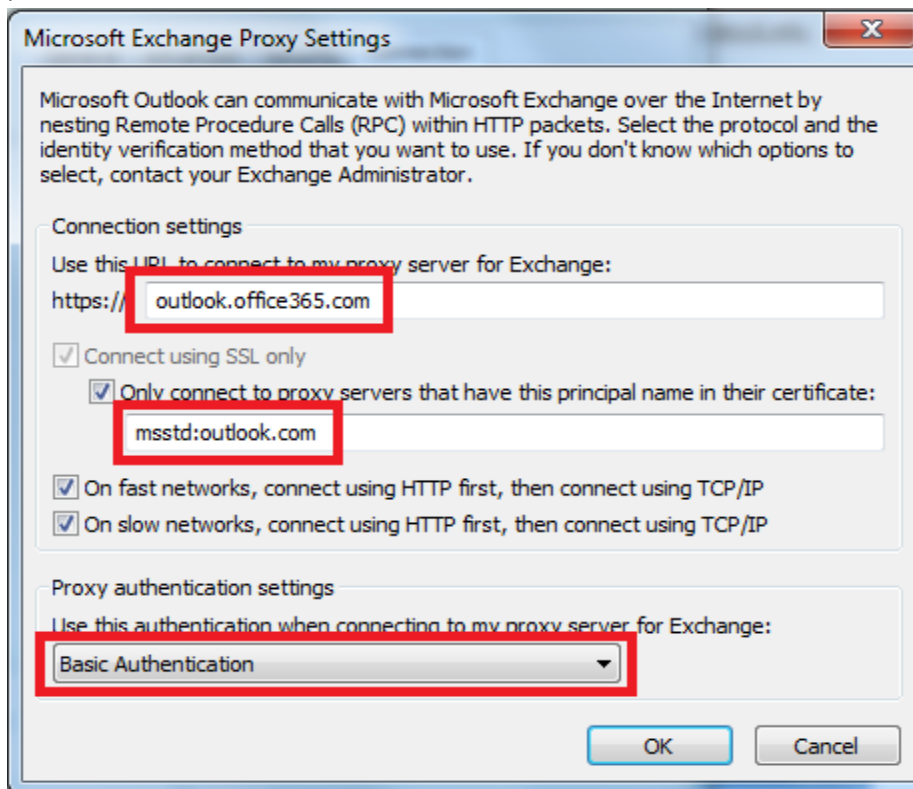 Microsoft Exchange Proxy Settings
Microsoft Outlook can communicate with Microsoft Exchange over the Internet by
nesting Remote Procedure Calls (RPC) within HTTP packets. Select the protocol and the
identity verification method that you want to use. If you don't know which options to
select, contact your Exchange Administrator.
Connection settings
Use this URL to connect to my proxy server for Exchange:
https:// outlook.office365.com
Connect using SSL only
Only connect to proxy servers that have this principal name in their certificate:
msstd:outlook.com
On fast networks, connect using HTTP first, then connect using TCP/IP
On slow networks, connect using HTTP first, then connect using TCP/IP
Proxy authentication settings
Use this authentication when connecting to my proxy server for Exchange:
Basic Authentication
OK Cancel